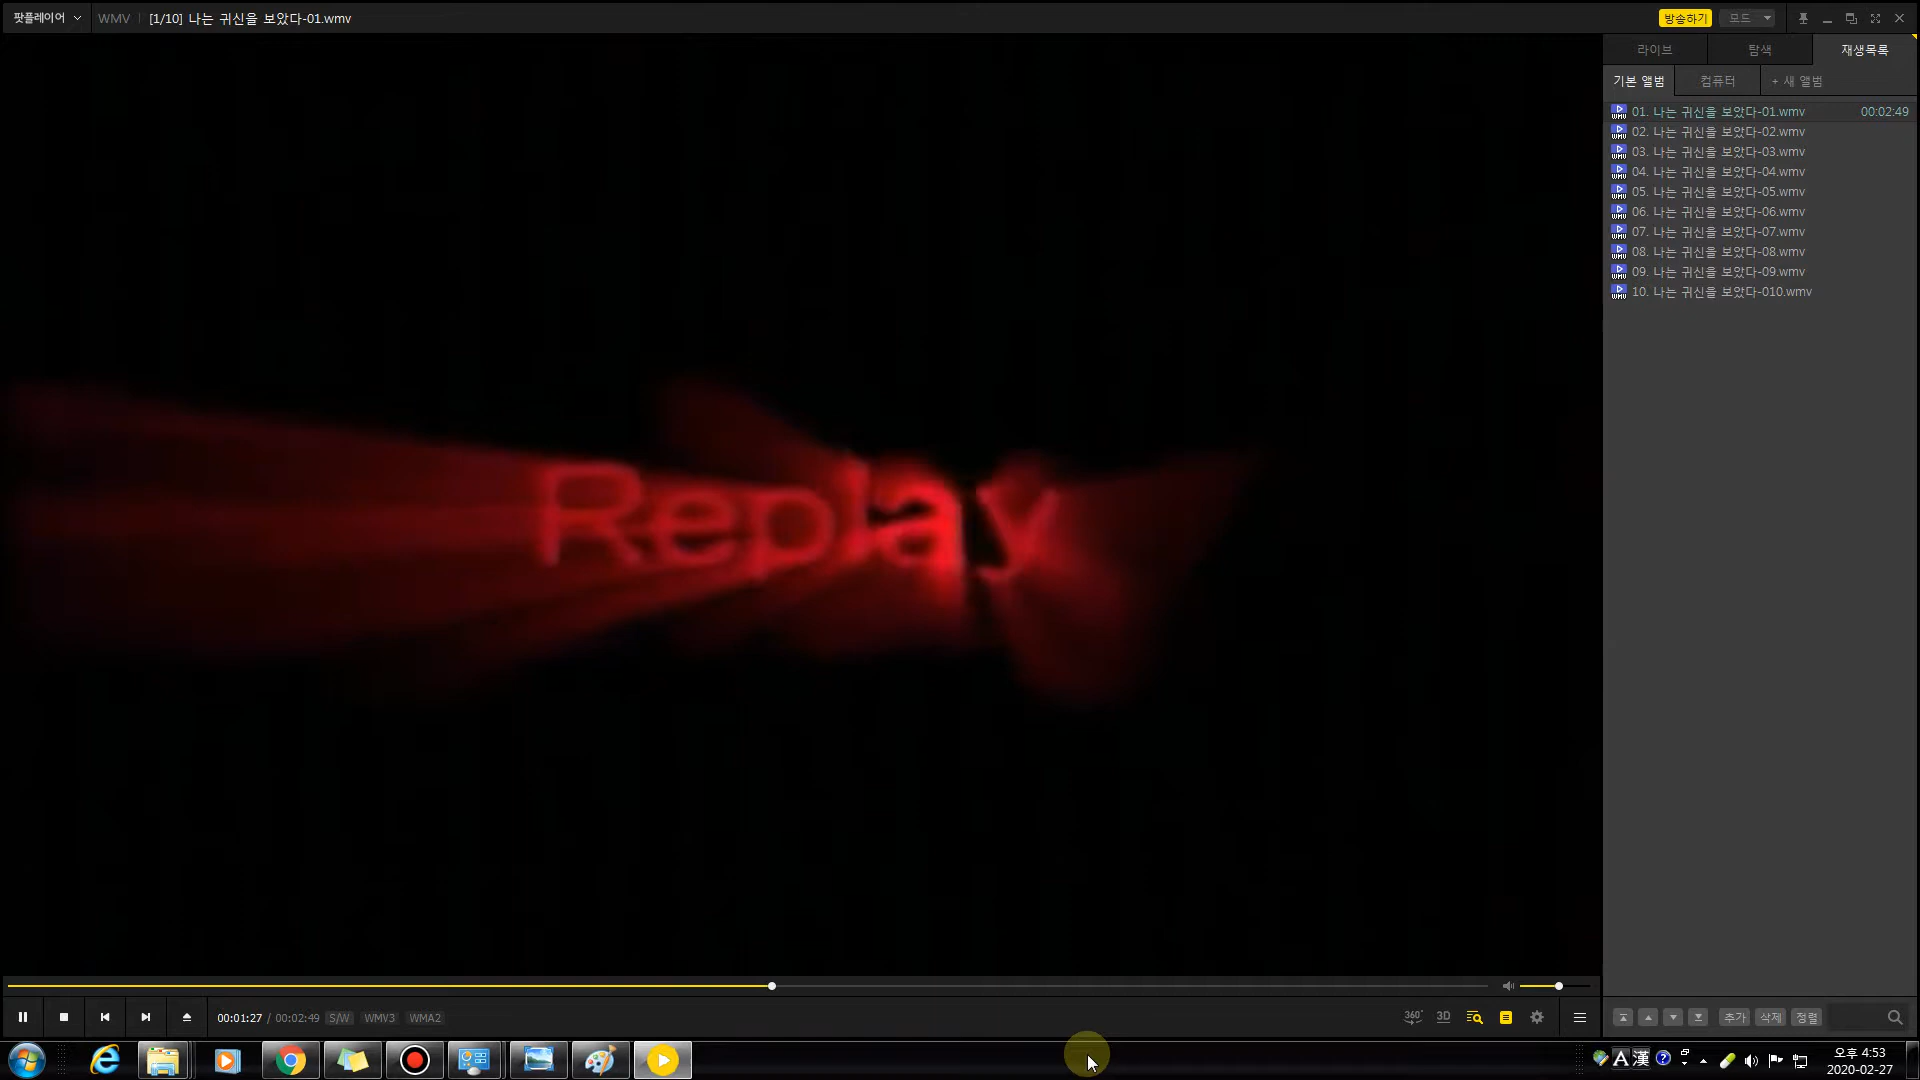 팟플레이어 WMV [1/10] 나는 귀신을 보았다-01.wmv 방송하기 모드
라이브 탐색 재생목록
기본 앨범 컴퓨터 + 새 앨범
01. 나는 귀신을 보았다-01.wmv 00:02:49
02. 나는 귀신을 보았다-02.wmv
03. 나는 귀신을 보았다-03.wmv
04. 나는 귀신을 보았다-04.wmv
05. 나는 귀신을 보았다-05.wmv
06. 나는 귀신을 보았다-06.wmv
07. 나는 귀신을 보았다-07.wmv
08. 나는 귀신을 보았다-08.wmv
09. 나는 귀신을 보았다-09.wmv
10. 나는 귀신을 보았다-010.wmv
Replay
00:01:27 / 00:02:49 S/W WMV3 WMA2 360° 3D 추가 삭제 정렬
A 漢 오후 4:53
2020-02-27